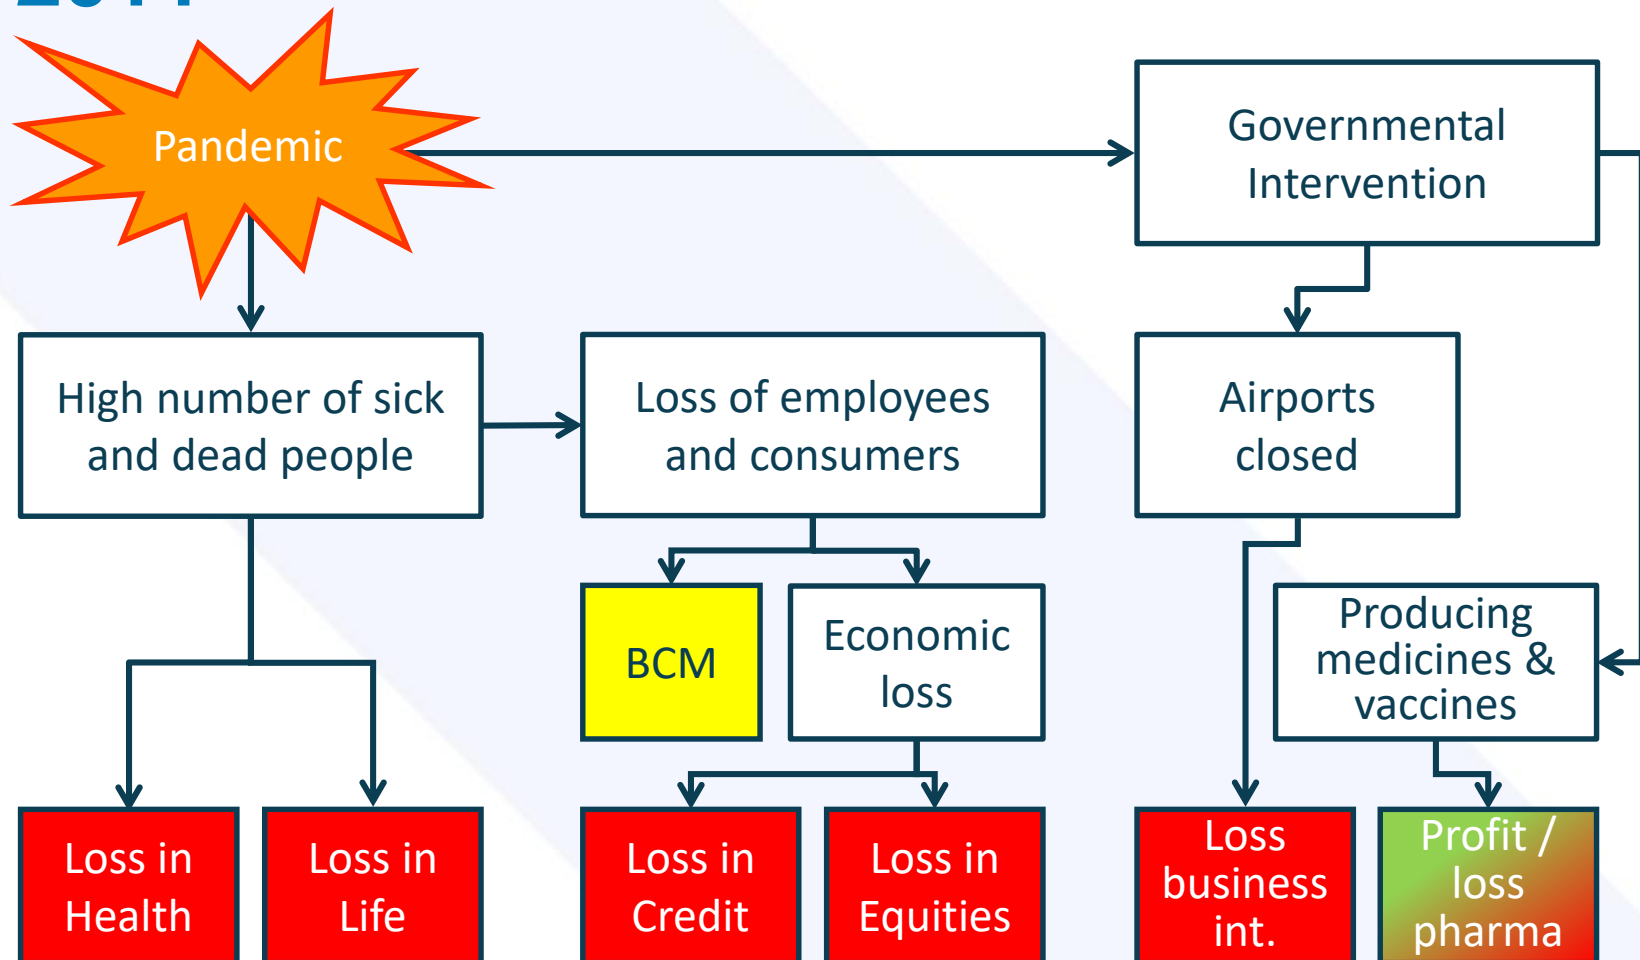 Pandemic
Governmental
Intervention
High number of sick
and dead people
Loss of employees
and consumers
Airports
closed
BCM
Economic
loss
Producing
medicines &
vaccines
Loss in
Health
Loss in
Life
Loss in
Credit
Loss in
Equities
Loss
business
int.
Profit /
loss
pharma